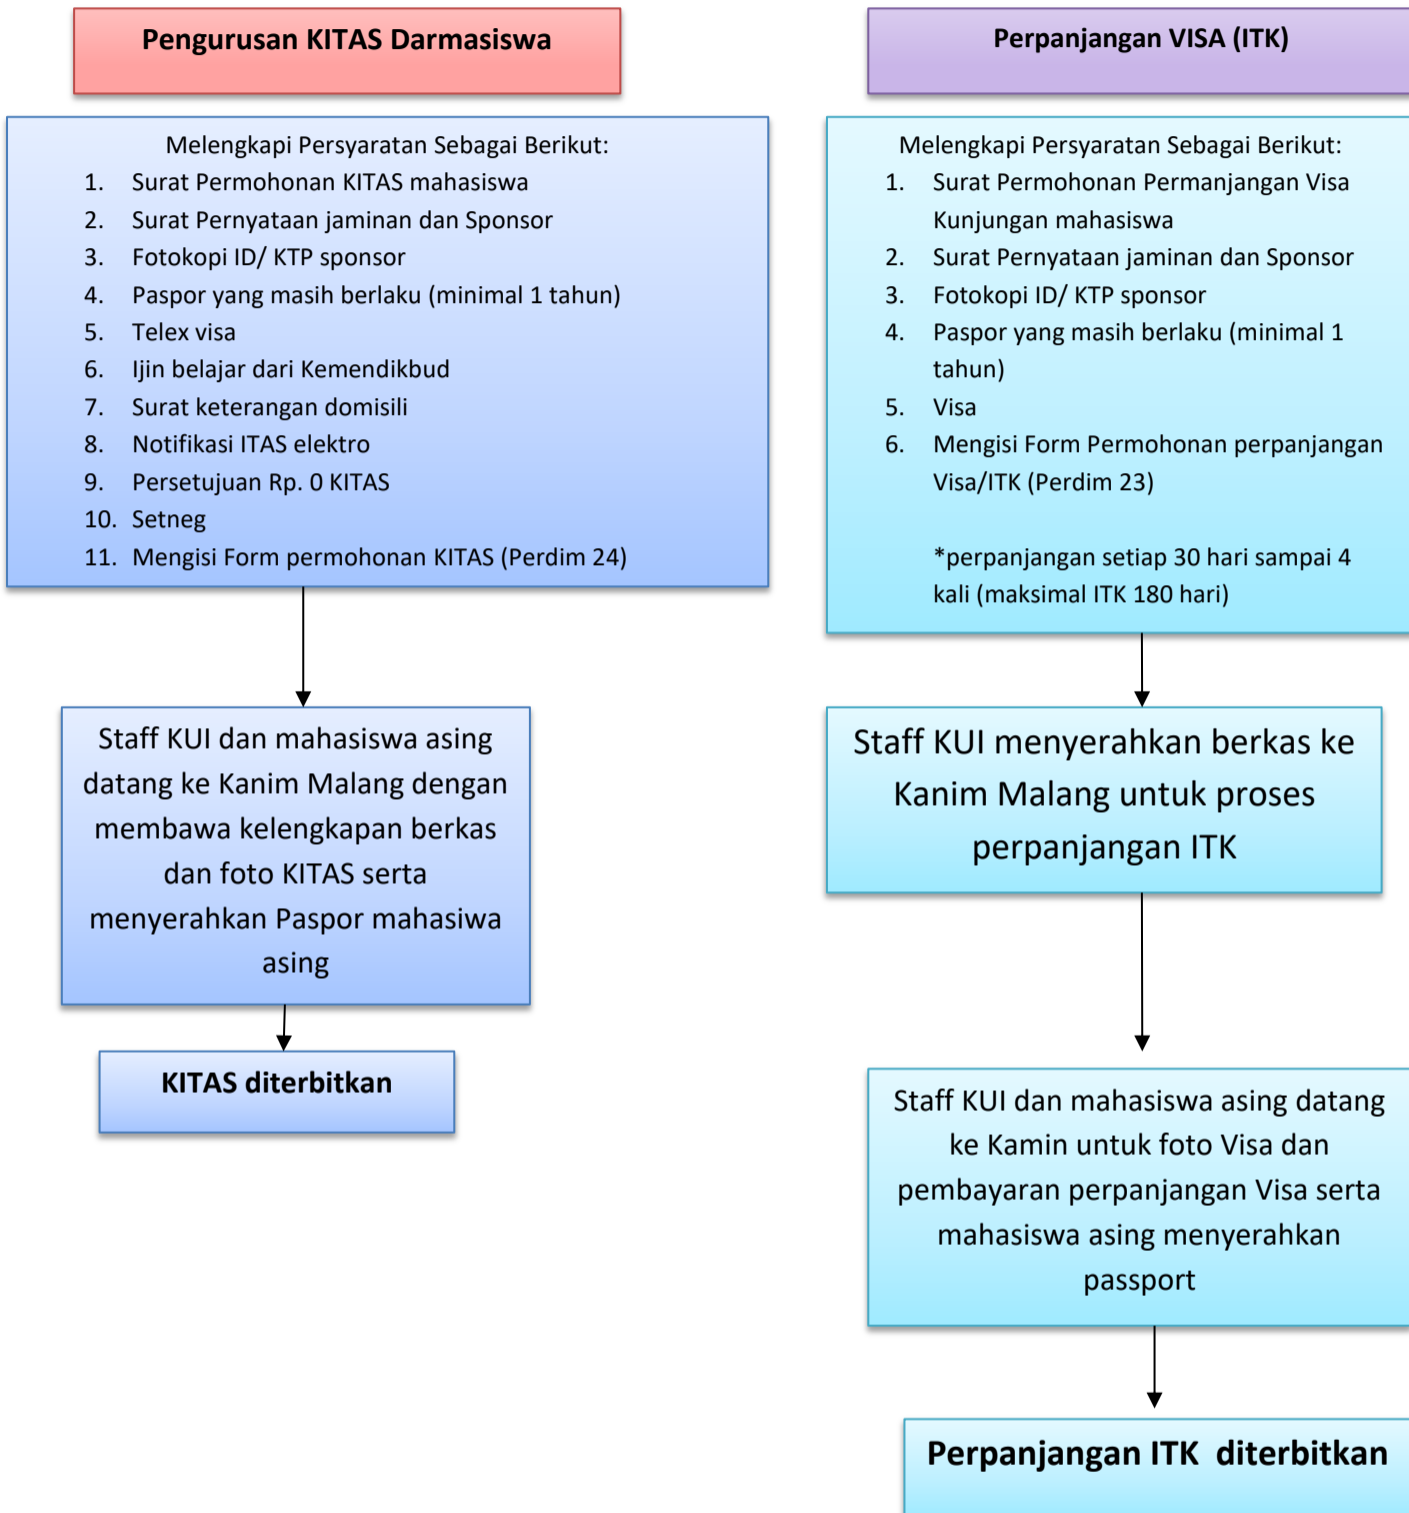 Pengurusan KITAS Darmasiswa
Melengkapi Persyaratan Sebagai Berikut:
1. Surat Permohonan KITAS mahasiswa
2. Surat Pernyataan jaminan dan Sponsor
3. Fotokopi ID/ KTP sponsor
4. Paspor yang masih berlaku (minimal 1 tahun)
5. Telex visa
6. Ijin belajar dari Kemendikbud
7. Surat keterangan domisili
8. Notifikasi ITAS elektro
9. Persetujuan Rp. 0 KITAS
10. Setneg
11. Mengisi Form permohonan KITAS (Perdim 24)
Staff KUI dan mahasiswa asing
datang ke Kanim Malang dengan
membawa kelengkapan berkas
dan foto KITAS serta
menyerahkan Paspor mahasiwa
asing
KITAS diterbitkan
Perpanjangan VISA (ITK)
Melengkapi Persyaratan Sebagai Berikut:
1. Surat Permohonan Permanjangan Visa
Kunjungan mahasiswa
2. Surat Pernyataan jaminan dan Sponsor
3. Fotokopi ID/ KTP sponsor
4. Paspor yang masih berlaku (minimal 1
tahun)
5. Visa
6. Mengisi Form Permohonan perpanjangan
Visa/ITK (Perdim 23)
*perpanjangan setiap 30 hari sampai 4
kali (maksimal ITK 180 hari)
Staff KUI menyerahkan berkas ke
Kanim Malang untuk proses
perpanjangan ITK
Staff KUI dan mahasiswa asing datang
ke Kamin untuk foto Visa dan
pembayaran perpanjangan Visa serta
mahasiswa asing menyerahkan
passport
Perpanjangan ITK  diterbitkan